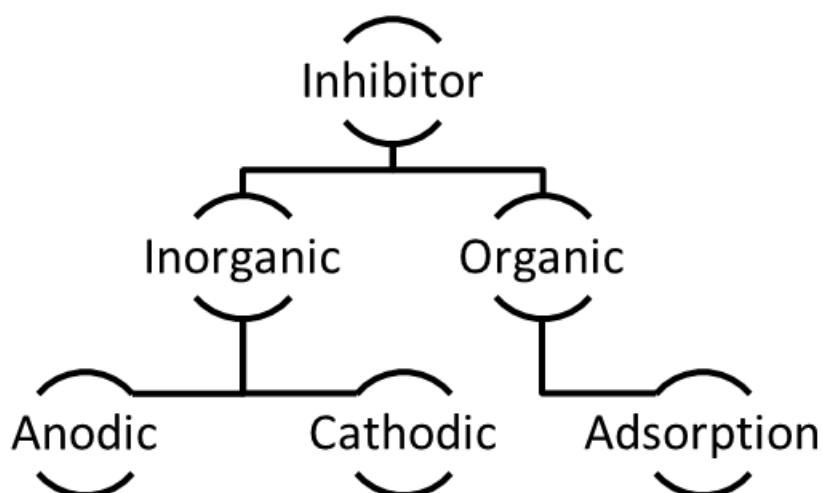 Inhibitor
Inorganic
Organic
Anodic
Cathodic
Adsorption